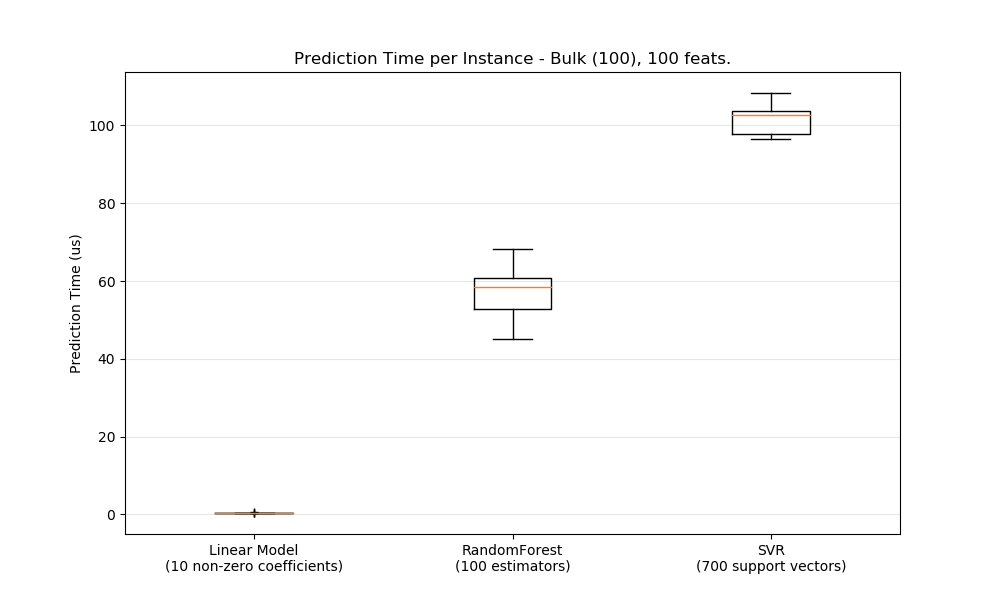 Prediction Time per Instance - Bulk (100), 100 feats.
Prediction Time (us)
100
80
60
40
20
0
Linear Model
(10 non-zero coefficients)
RandomForest
(100 estimators)
SVR
(700 support vectors)